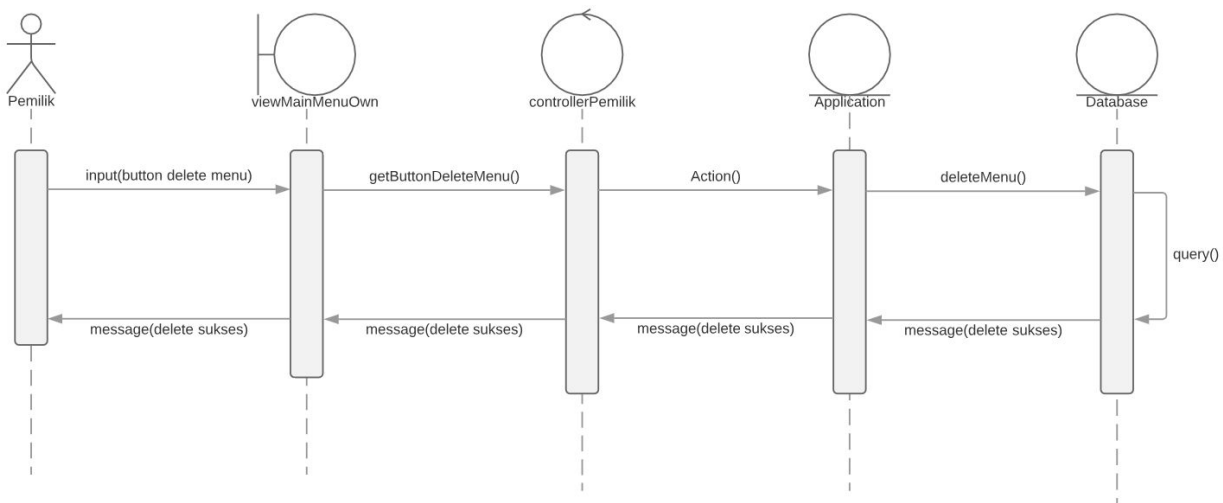 Pemilik
viewMainMenuOwn
controllerPemilik
Application
Database
input(button delete menu)
getButtonDeleteMenu()
Action()
deleteMenu()
query()
message(delete sukses)
message(delete sukses)
message(delete sukses)
message(delete sukses)